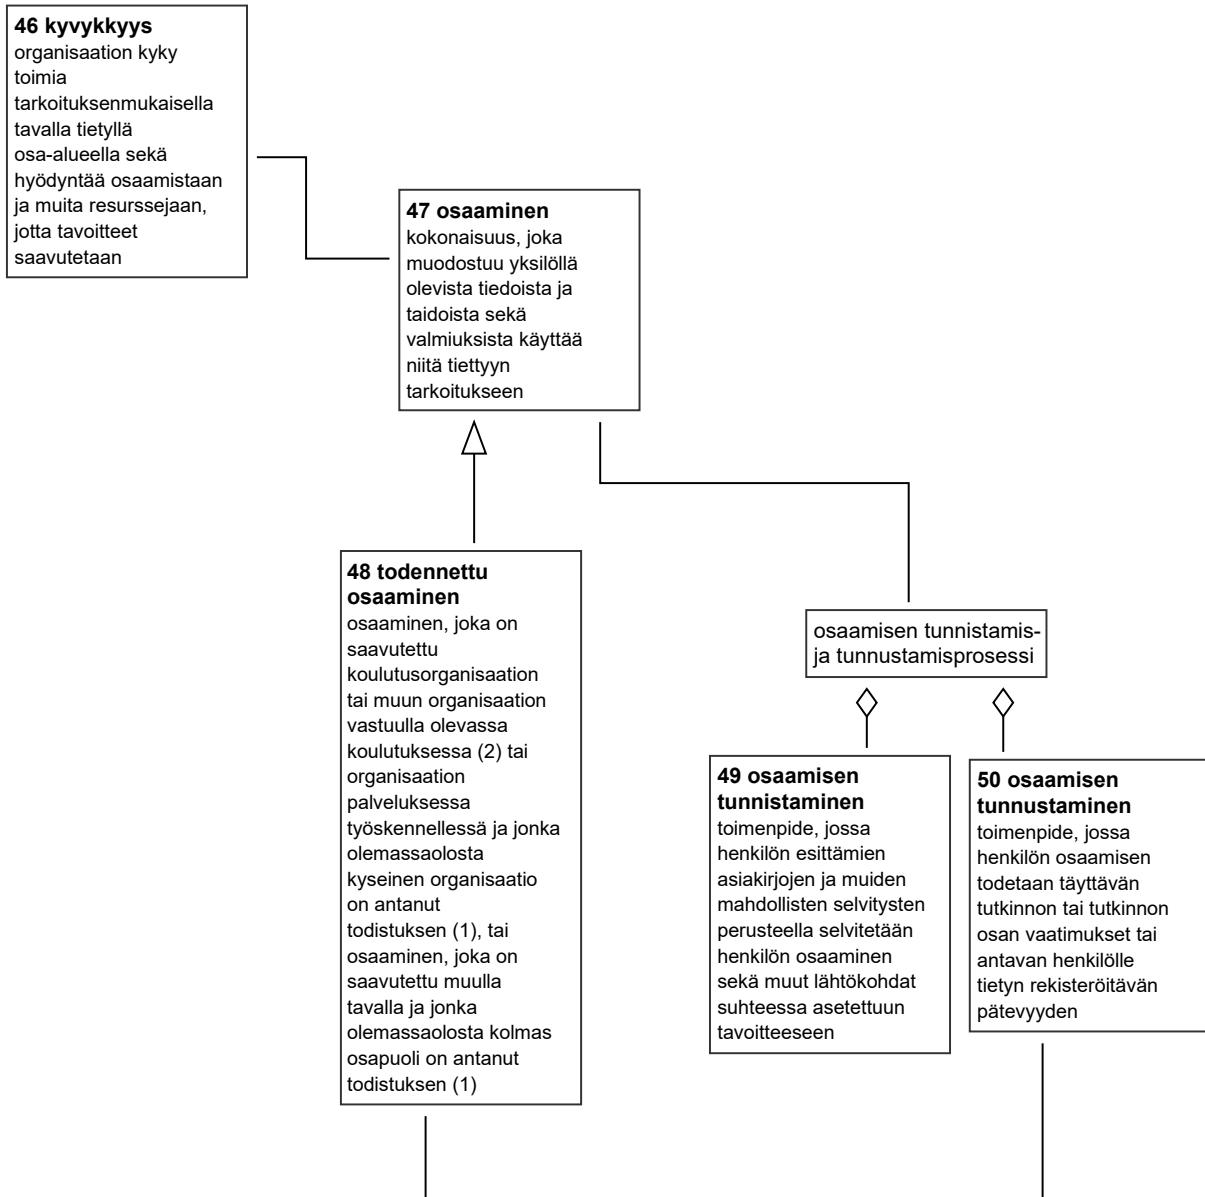 46 kyvykkyys
organisaation kyky
toimia
tarkoituksenmukaisella
tavalla tietyllä
osa-alueella sekä
hyödyntää osaamistaan
ja muita resurssejaan,
jotta tavoitteet
saavutetaan
47 osaaminen
kokonaisuus, joka
muodostuu yksilöllä
olevista tiedoista ja
taidoista sekä
valmiuksista käyttää
niitä tiettyyn
tarkoitukseen
48 todennettu
osaaminen
osaaminen, joka on
saavutettu
koulutusorganisaation
tai muun organisaation
vastuulla olevassa
koulutuksessa (2) tai
organisaation
palveluksessa
työskennellessä ja jonka
olemassaolosta
kyseinen organisaatio
on antanut
todistuksen (1), tai
osaaminen, joka on
saavutettu muulla
tavalla ja jonka
olemassaolosta kolmas
osapuoli on antanut
todistuksen (1)
osaamisen tunnistamis-
ja tunnustamisprosessi
49 osaamisen
tunnistaminen
toimenpide, jossa
henkilön esittämien
asiakirjojen ja muiden
mahdollisten selvitysten
perusteella selvitetään
henkilön osaaminen
sekä muut lähtökohdat
suhteessa asetettuun
tavoitteeseen
50 osaamisen
tunnustaminen
toimenpide, jossa
henkilön osaamisen
todetaan täyttävän
tutkinnon tai tutkinnon
osan vaatimukset tai
antavan henkilölle
tietyn rekisteröitävän
pätevyyden